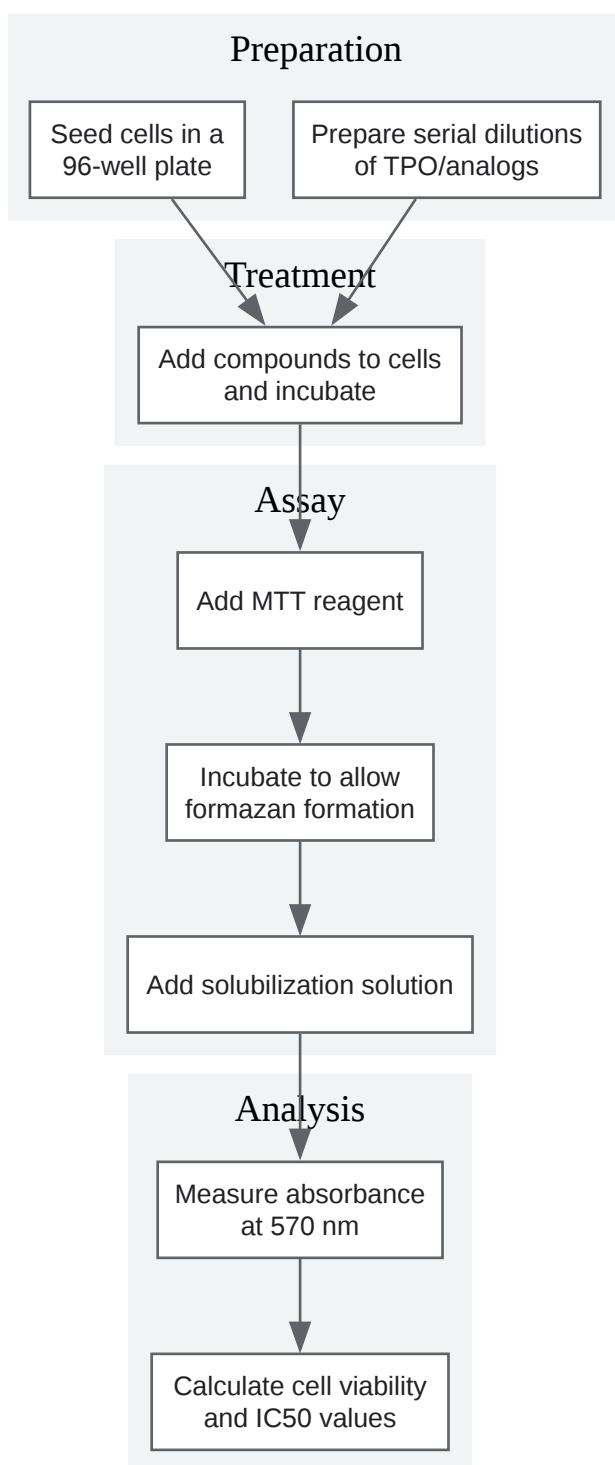 Preparation
Seed cells in a
96-well plate
Prepare serial dilutions
of TPO/analogs
Treatment
Add compounds to cells
and incubate
Assay
Add MTT reagent
Incubate to allow
formazan formation
Add solubilization solution
Analysis
Measure absorbance
at 570 nm
Calculate cell viability
and IC50 values